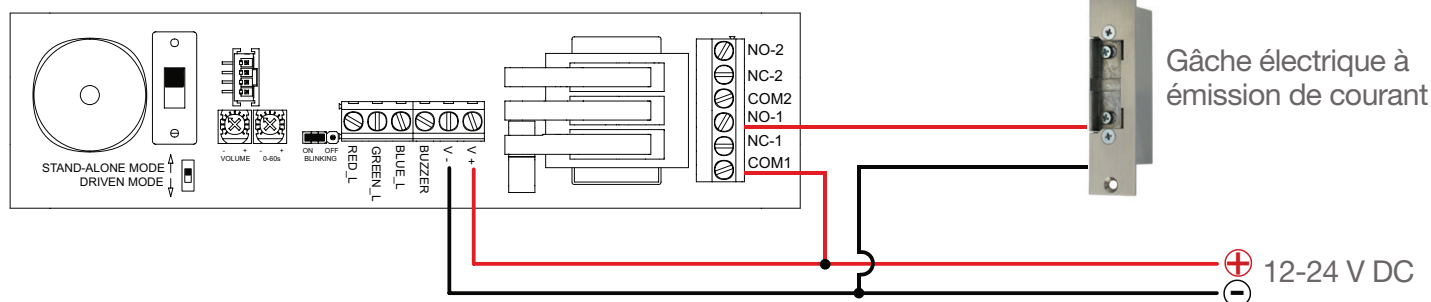 NO-2
NC-2
COM2
NO-1
NC-1
COM1
Gâche électrique à
émission de courant
- +
VOLUME
- +
0-60s
ON OFF
BLINKING
RED_L
GREEN_L
BLUE_L
BUZZER
V -
V +
STAND-ALONE MODE
DRIVEN MODE
+ 12-24 V DC
-